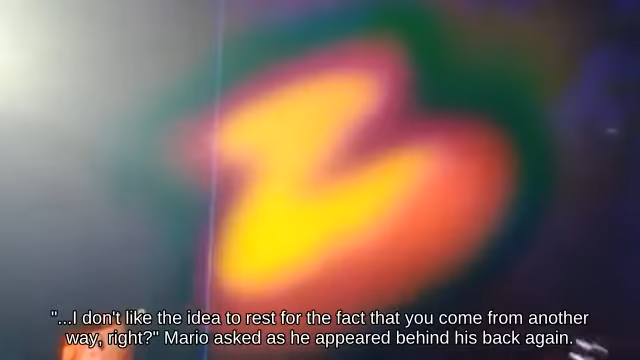 "...I don't like the idea to rest for the fact that you come from another
way, right?" Mario asked as he appeared behind his back again.